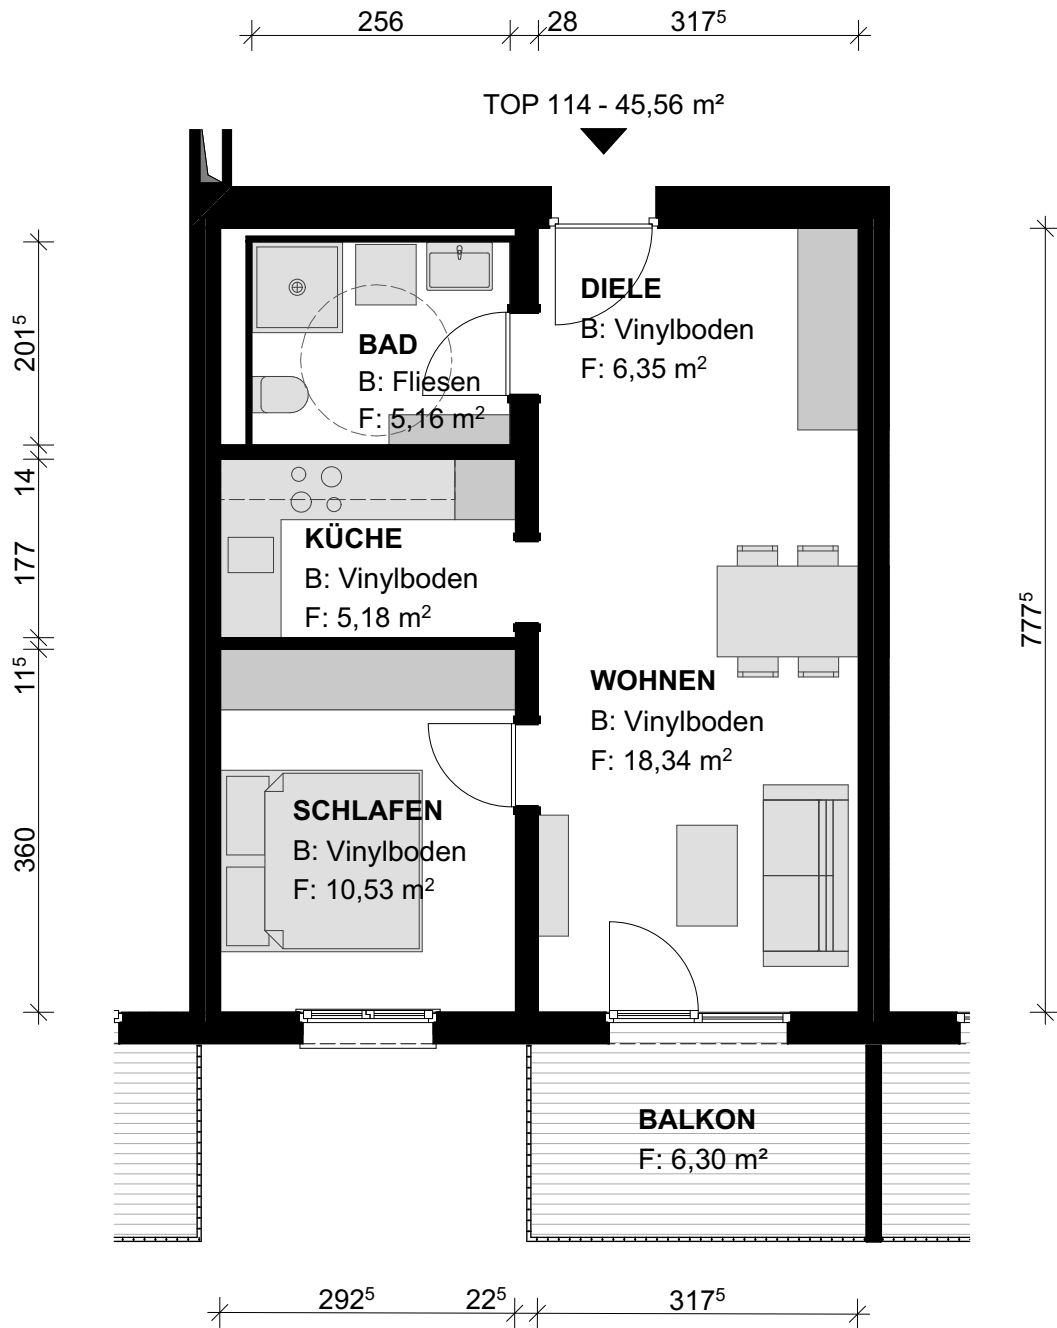 256
28
317⁵
TOP 114 - 45,56 m²
DIELE
B: Vinylboden
F: 6,35 m²
BAD
B: Fliesen
F: 5,16 m²
KÜCHE
B: Vinylboden
F: 5,18 m²
WOHNEN
B: Vinylboden
F: 18,34 m²
SCHLAFEN
B: Vinylboden
F: 10,53 m²
BALKON
F: 6,30 m²
201⁵
14
177
11⁵
360
777⁵
292⁵
22⁵
317⁵